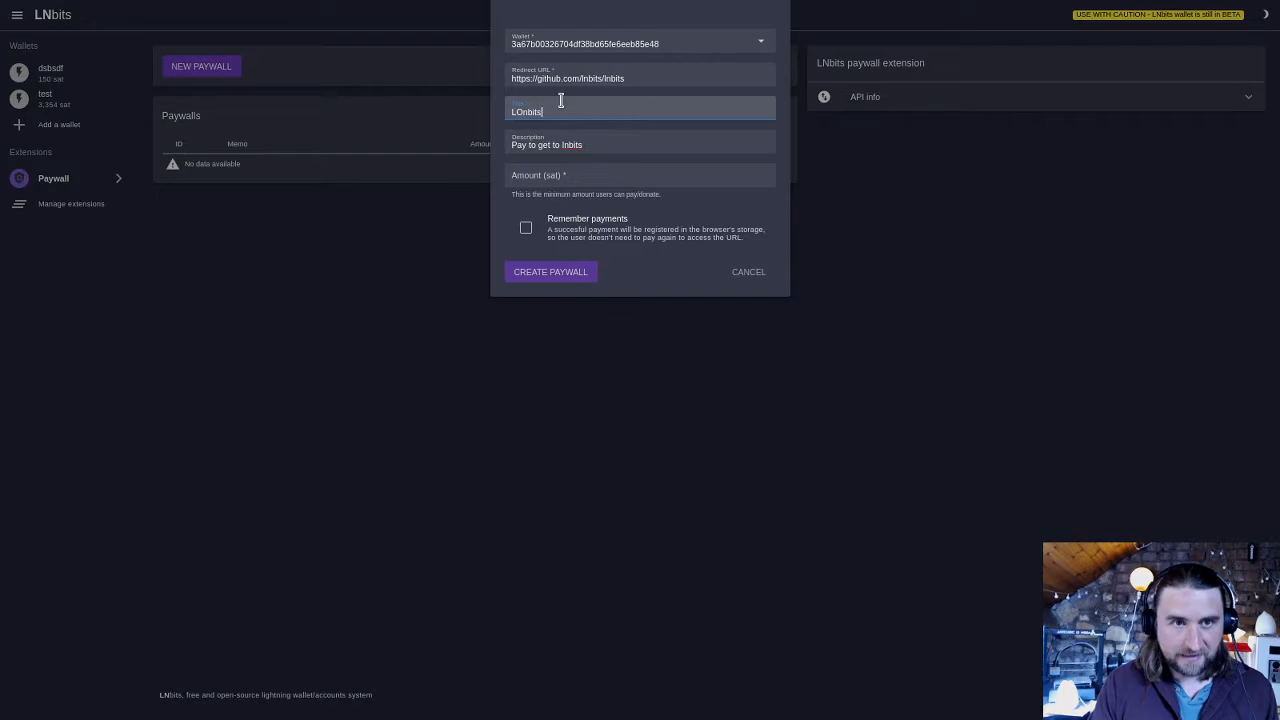 LNbits
USE WITH CAUTION - LNbits wallet is still in BETA
Wallets
dsbsdf
150 sat
test
3,354 sat
Add a wallet
Extensions
Paywall
Manage extensions
NEW PAYWALL
Paywalls
ID
Memo
Amou
No data available
Wallet *
3a67b00326704df38bd65fe6eeb85e48
Redirect URL *
https://github.com/lnbits/lnbits
LOnbits
Description
Pay to get to lnbits
Amount (sat) *
This is the minimum amount users can pay/donate.
Remember payments
A succesful payment will be registered in the browser's storage,
so the user doesn't need to pay again to access the URL.
CREATE PAYWALL
CANCEL
LNbits paywall extension
API info
LNbits, free and open-source lightning wallet/accounts system